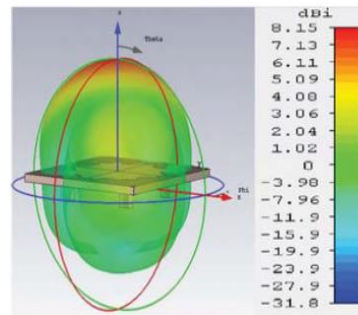 dBi
8.15
7.13
6.11
5.09
4.08
3.06
2.04
1.02
0
-3.98
-7.96
-11.9
-15.9
-19.9
-23.9
-27.9
-31.8
z
Theta
Y
Phi
x